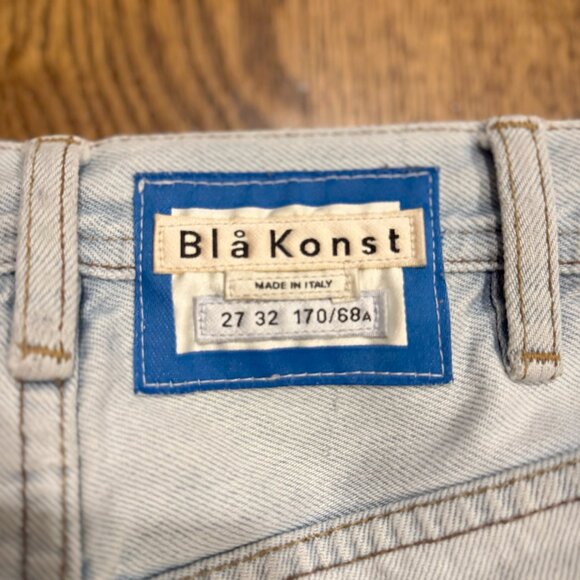 Blå Konst
MADE IN ITALY
27 32 170/68A